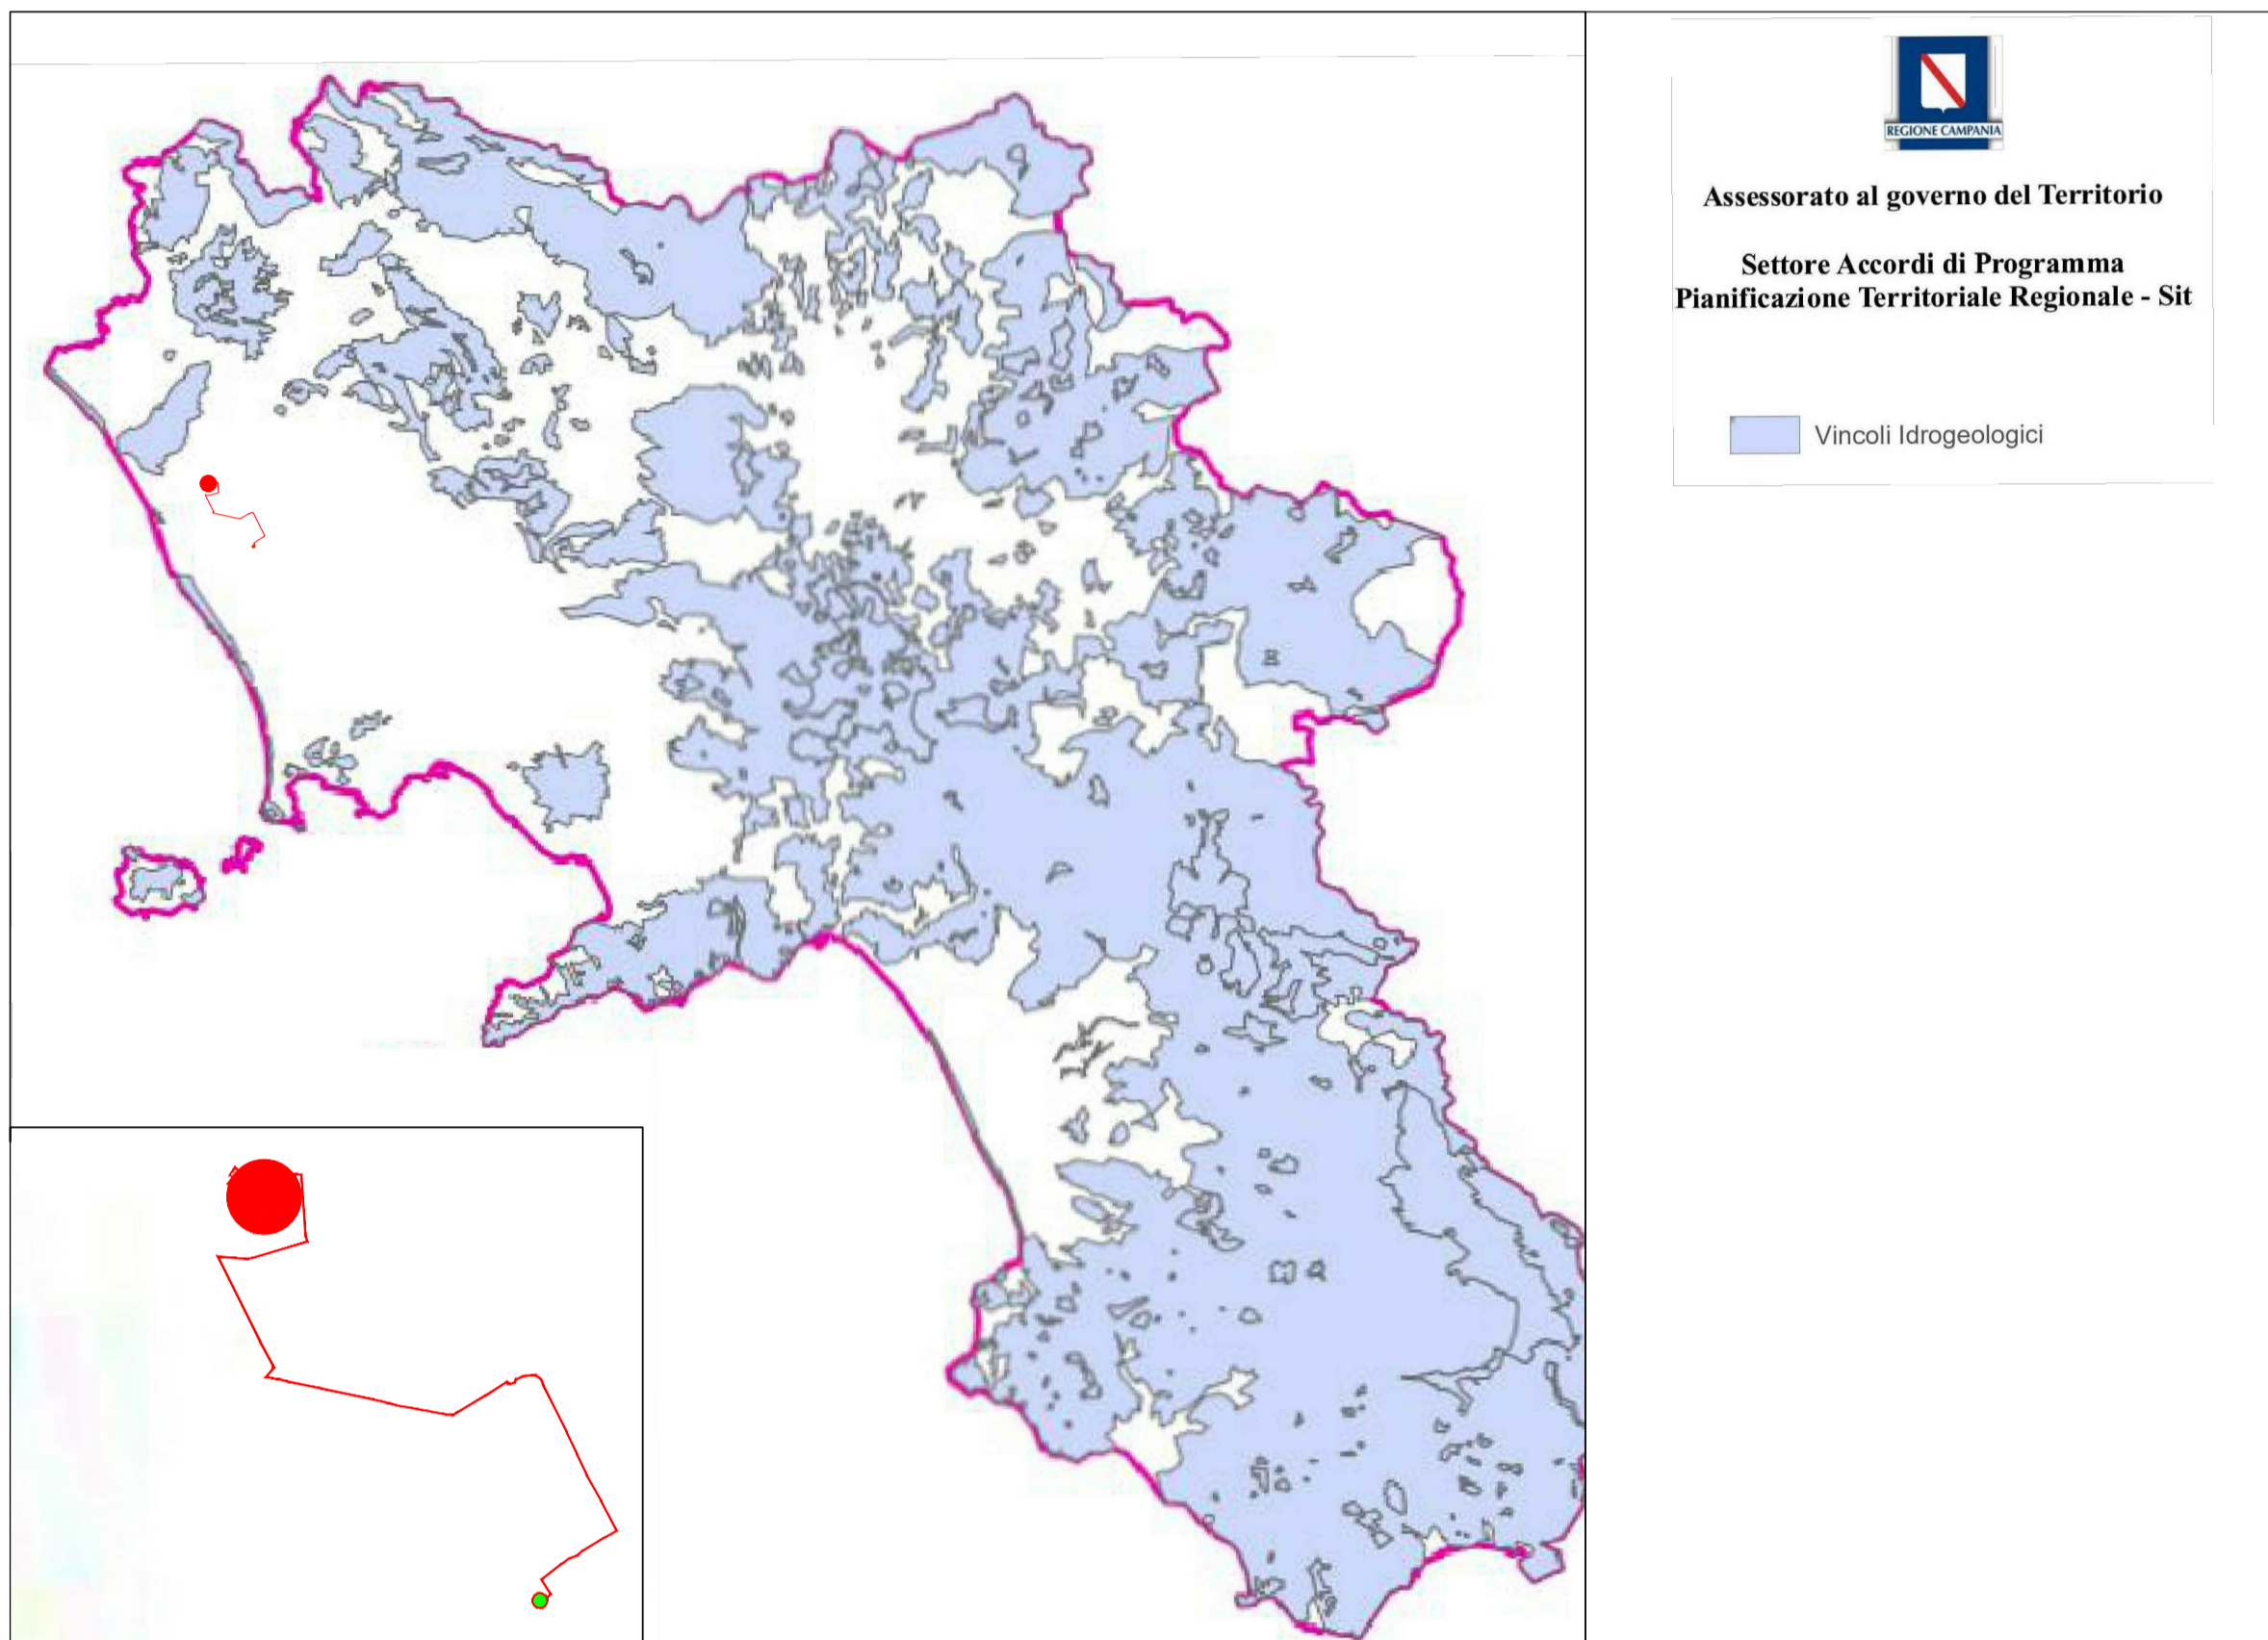 REGIONE CAMPANIA
Assessorato al governo del Territorio
Settore Accordi di Programma
Pianificazione Territoriale Regionale - Sit
Vincoli Idrogeologici